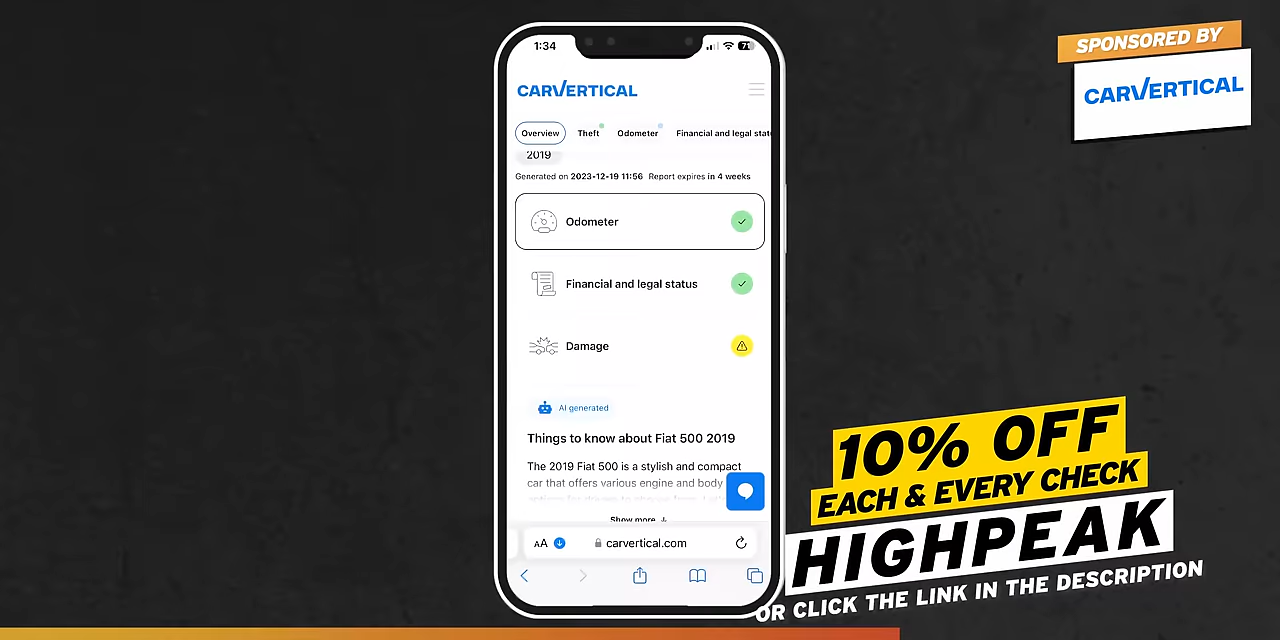 1:34
71
CARVERTICAL
Overview
Theft
Odometer
Financial and legal stat
2019
Generated on 2023-12-19 11:56 Report expires in 4 weeks
Odometer
Financial and legal status
Damage
AI generated
Things to know about Fiat 500 2019
The 2019 Fiat 500 is a stylish and compact
car that offers various engine and body
Show more
AA
carvertical.com
SPONSORED BY
CARVERTICAL
10% OFF
EACH & EVERY CHECK
HIGHPEAK
OR CLICK THE LINK IN THE DESCRIPTION